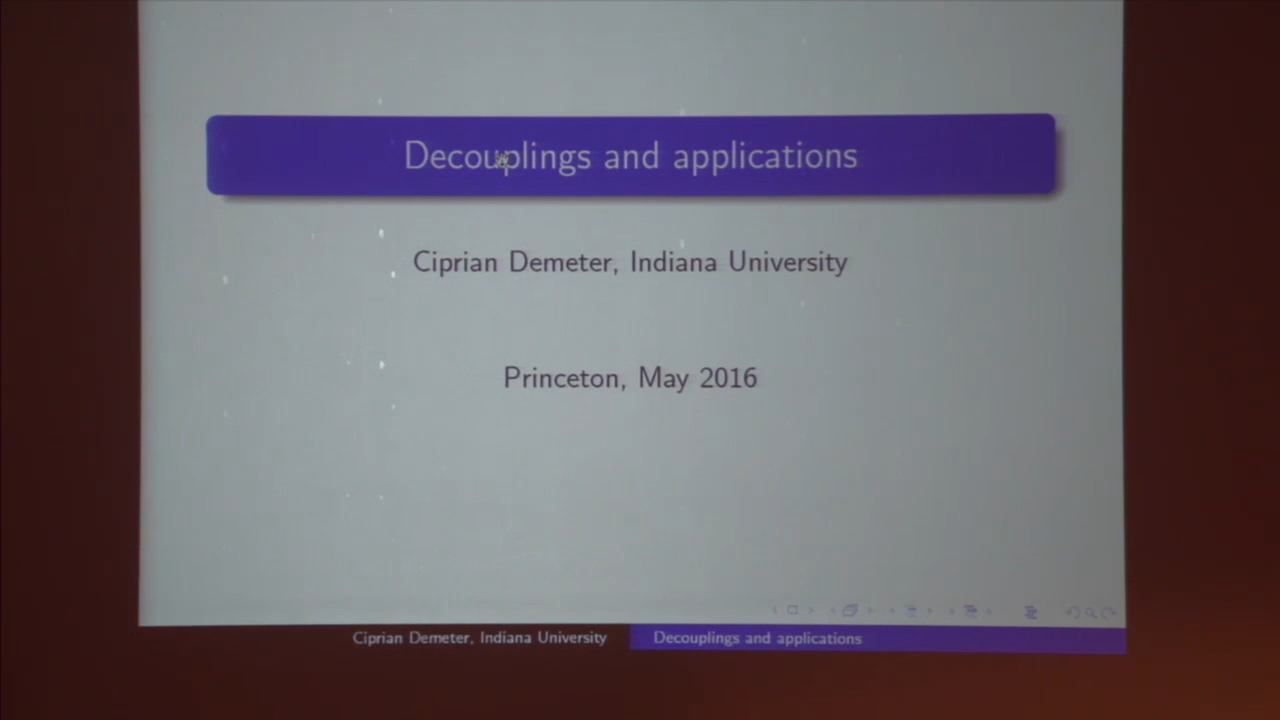 Decouplings and applications
Ciprian Demeter, Indiana University
Princeton, May 2016
Ciprian Demeter, Indiana University
Decouplings and applications